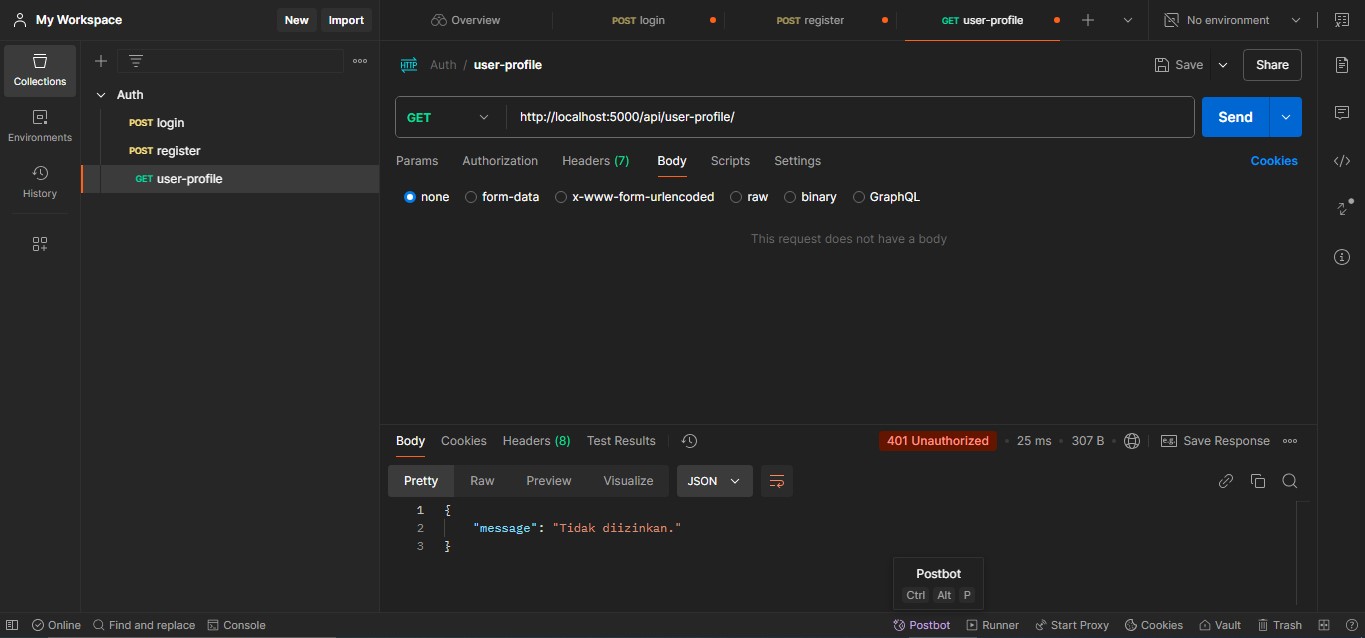 My Workspace
New
Import
Overview
POST login
POST register
GET user-profile
No environment
Collections
Environments
History
Auth
POST login
POST register
GET user-profile
HTTP
Auth / user-profile
Save
Share
GET
http://localhost:5000/api/user-profile/
Send
Params
Authorization
Headers (7)
Body
Scripts
Settings
Cookies
none
form-data
x-www-form-urlencoded
raw
binary
GraphQL
This request does not have a body
Body
Cookies
Headers (8)
Test Results
401 Unauthorized
25 ms
307 B
e.g.
Save Response
Pretty
Raw
Preview
Visualize
JSON
1 {
2 "message": "Tidak diizinkan."
3 }
Postbot
Ctrl Alt P
Online
Find and replace
Console
Postbot
Runner
Start Proxy
Cookies
Vault
Trash